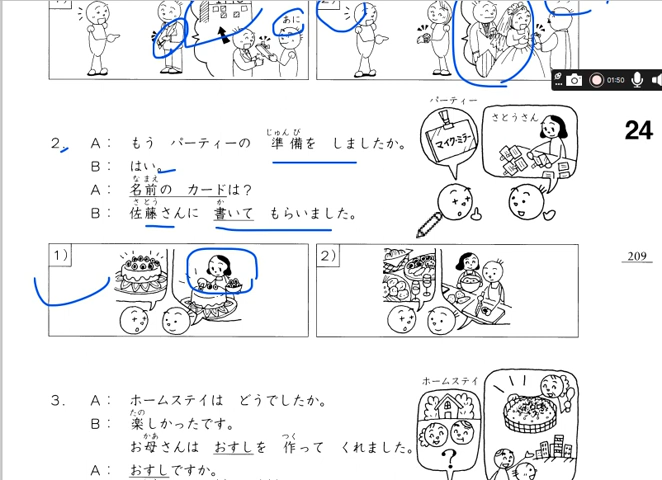 1)
2)
あに
01:50
パーティー
マイク・ミラー
さとうさん
24
2. A: もう パーティーの 準備を しましたか。
じゅんび
B: はい。
A: 名前の カードは?
なまえ
B: 佐藤さんに 書いて もらいました。
さとう か
1)
2)
209
3. A: ホームステイは どうでしたか。
ホームステイ
B: 楽しかったです。
たの
お母さんは おすしを 作って くれました。
かあ つく
A: おすしですか。
?